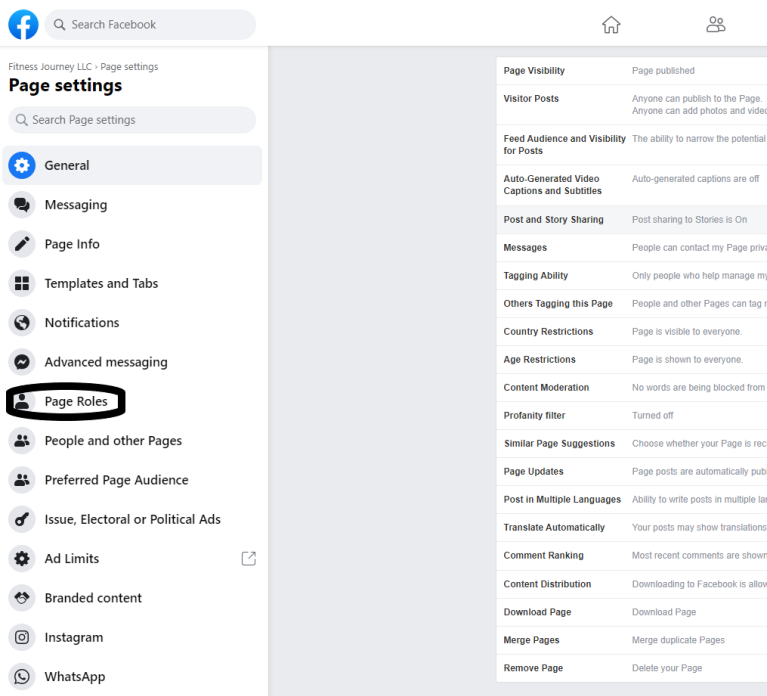 Search Facebook
Fitness Journey LLC › Page settings
Page settings
Search Page settings
General
Messaging
Page Info
Templates and Tabs
Notifications
Advanced messaging
Page Roles
People and other Pages
Preferred Page Audience
Issue, Electoral or Political Ads
Ad Limits
Branded content
Instagram
WhatsApp
Page Visibility Page published
Visitor Posts Anyone can publish to the Page.
Anyone can add photos and
Feed Audience and Visibility The ability to narrow the potential
for Posts
Auto-Generated Video Auto-generated captions are off
Captions and Subtitles
Post and Story Sharing Post sharing to Stories is On
Messages People can contact my Page
Tagging Ability Only people who help manage my
Others Tagging this Page People and other Pages can tag
Country Restrictions Page is visible to everyone.
Age Restrictions Page is shown to everyone.
Content Moderation No words are being blocked from
Profanity filter Turned off
Similar Page Suggestions Choose whether your Page is
Page Updates Page posts are automatically
Post in Multiple Languages Ability to write posts in multiple
Translate Automatically Your posts may show translations
Comment Ranking Most recent comments are shown
Content Distribution Downloading to Facebook is
Download Page Download Page
Merge Pages Merge duplicate Pages
Remove Page Delete your Page